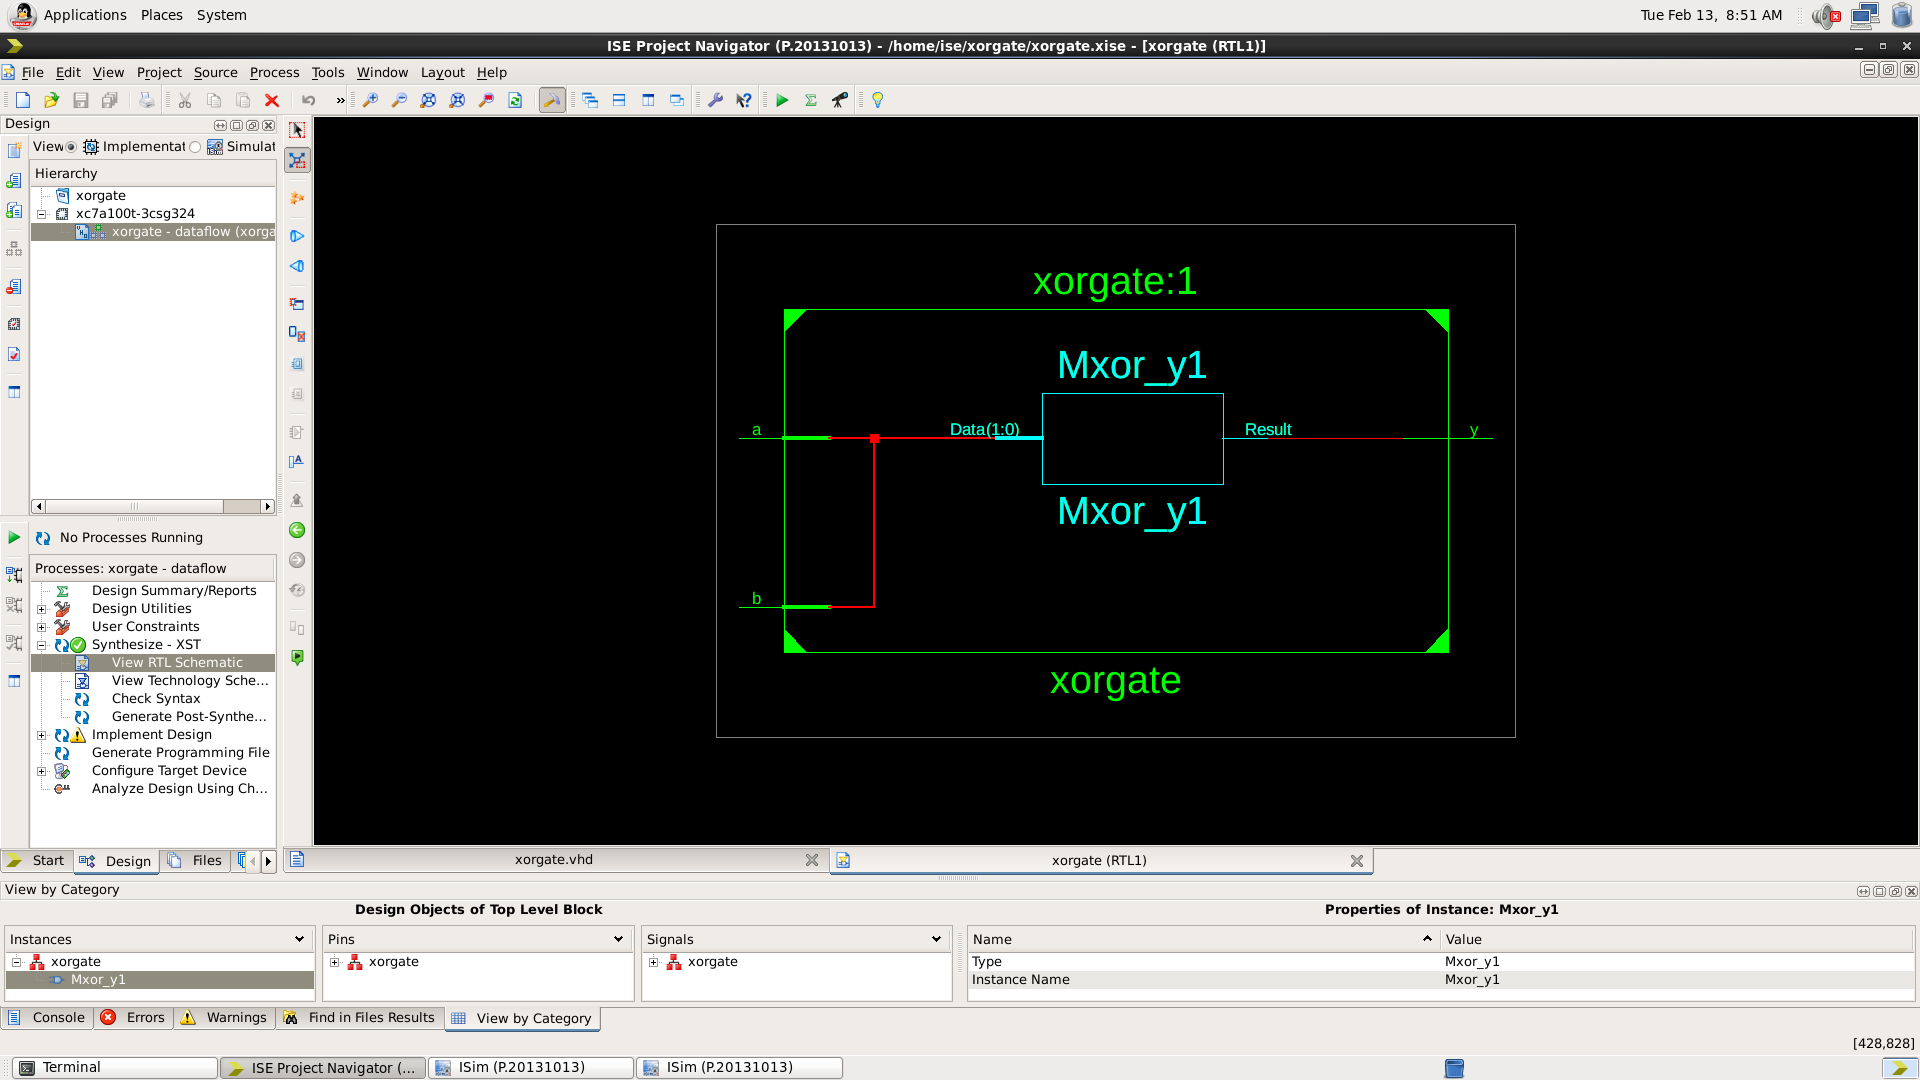 Applications Places System
Tue Feb 13, 8:51 AM
ISE Project Navigator (P.20131013) - /home/ise/xorgate/xorgate.xise - [xorgate (RTL1)]
File Edit View Project Source Process Tools Window Layout Help
»
Design
View Implementat Simulat
Hierarchy
xorgate
xc7a100t-3csg324
xorgate - dataflow (xorga
No Processes Running
Processes: xorgate - dataflow
Design Summary/Reports
Design Utilities
User Constraints
Synthesize - XST
View RTL Schematic
View Technology Sche...
Check Syntax
Generate Post-Synthe...
Implement Design
Generate Programming File
Configure Target Device
Analyze Design Using Ch...
Start Design Files
xorgate:1
Mxor_y1
a Data(1:0) Result y
Mxor_y1
b
xorgate
xorgate.vhd xorgate (RTL1)
View by Category
Design Objects of Top Level Block
Properties of Instance: Mxor_y1
Instances Pins Signals Name Value
xorgate xorgate xorgate Type Mxor_y1
Mxor_y1 Instance Name Mxor_y1
Console Errors Warnings Find in Files Results View by Category
[428,828]
Terminal ISE Project Navigator (... ISim (P.20131013) ISim (P.20131013)